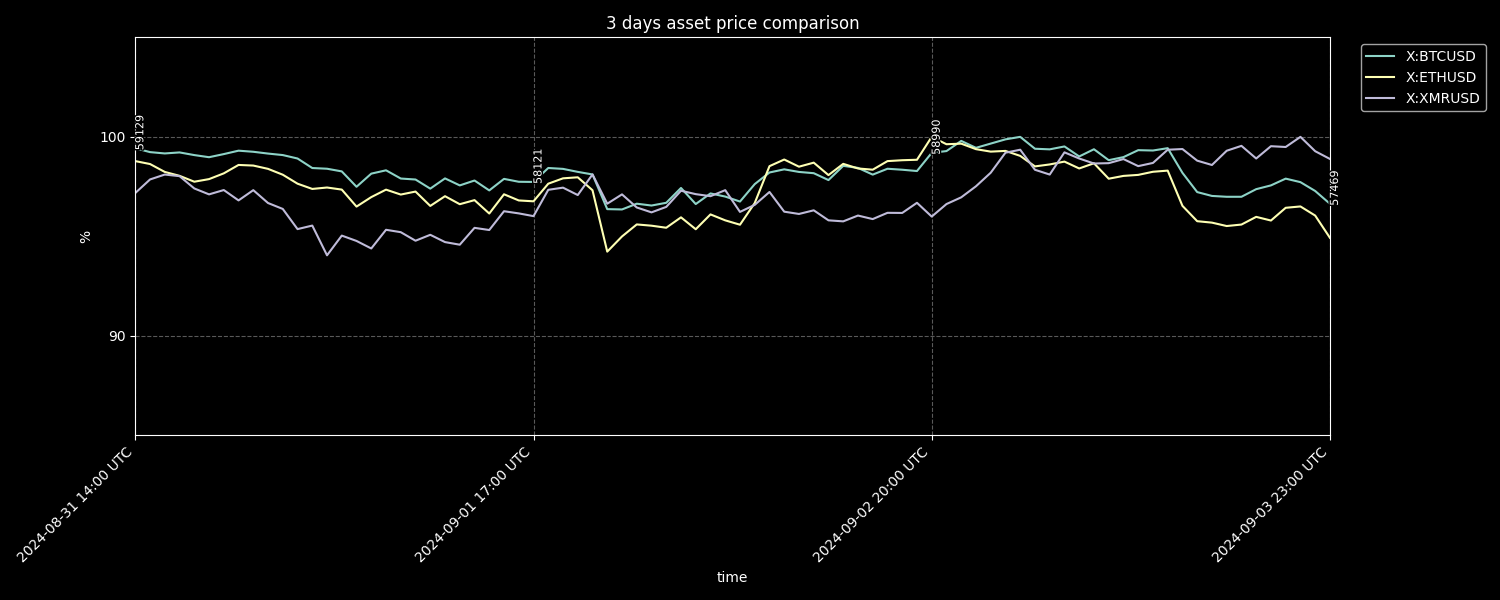 3 days asset price comparison
X:BTCUSD
X:ETHUSD
X:XMRUSD
100
90
%
59129
58121
58990
57469
2024-08-31 14:00 UTC
2024-09-01 17:00 UTC
2024-09-02 20:00 UTC
2024-09-03 23:00 UTC
time